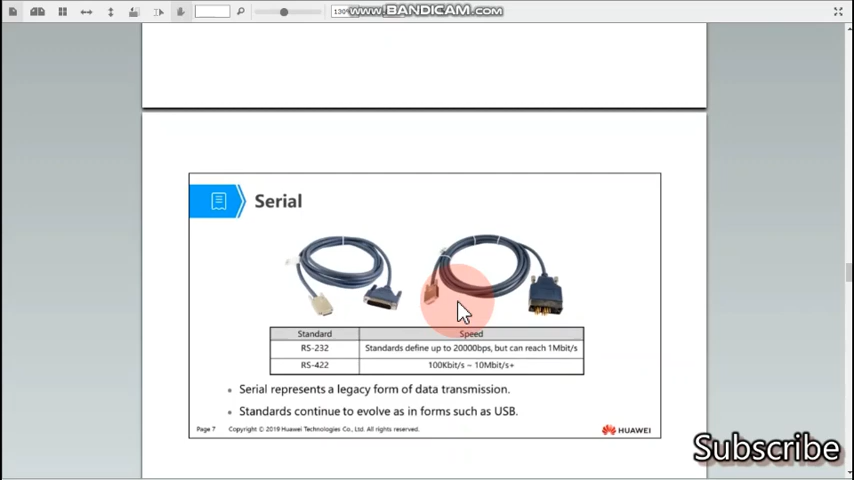 130%
www.BANDICAM.com
Serial
Standard Speed
RS-232 Standards define up to 20000bps, but can reach 1Mbit/s
RS-422 100Kbit/s – 10Mbit/s+
• Serial represents a legacy form of data transmission.
• Standards continue to evolve as in forms such as USB.
Page 7 Copyright © 2019 Huawei Technologies Co., Ltd. All rights reserved.
HUAWEI
Subscribe